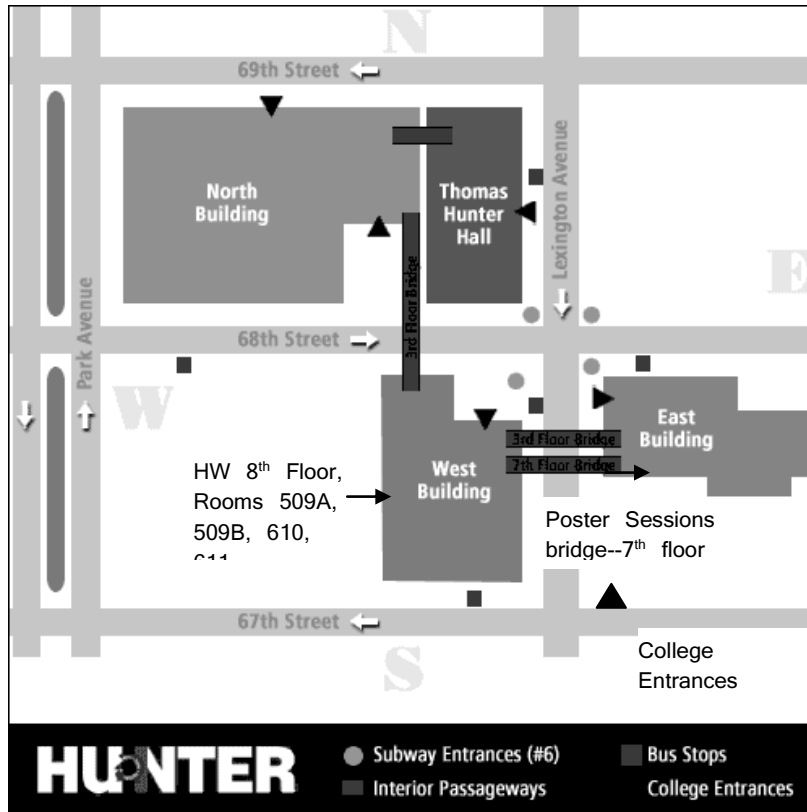 N
69th Street
North
Building
Thomas
Hunter
Hall
Lexington Avenue
E
3rd Floor Bridge
68th Street
Park Avenue
W
HW 8th Floor,
Rooms 509A,
509B, 610,
611
West
Building
3rd Floor Bridge
7th Floor Bridge
East
Building
Poster Sessions
bridge--7th floor
67th Street
College
Entrances
S
HUNTER
Subway Entrances (#6)
Bus Stops
Interior Passageways
College Entrances